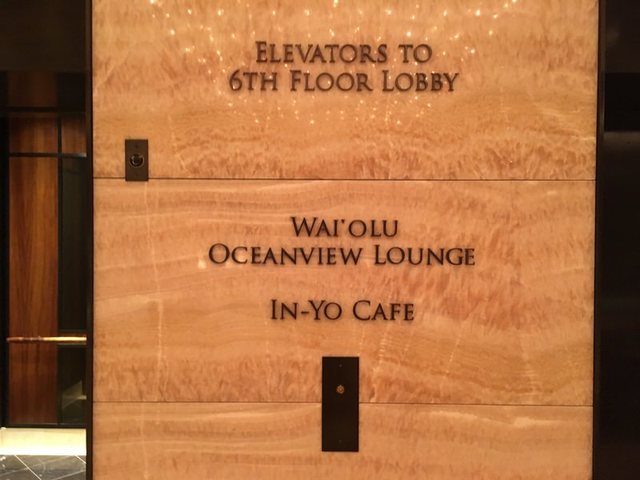 Elevators to
6th Floor Lobby
Wai'olu
Oceanview Lounge
In-Yo Cafe